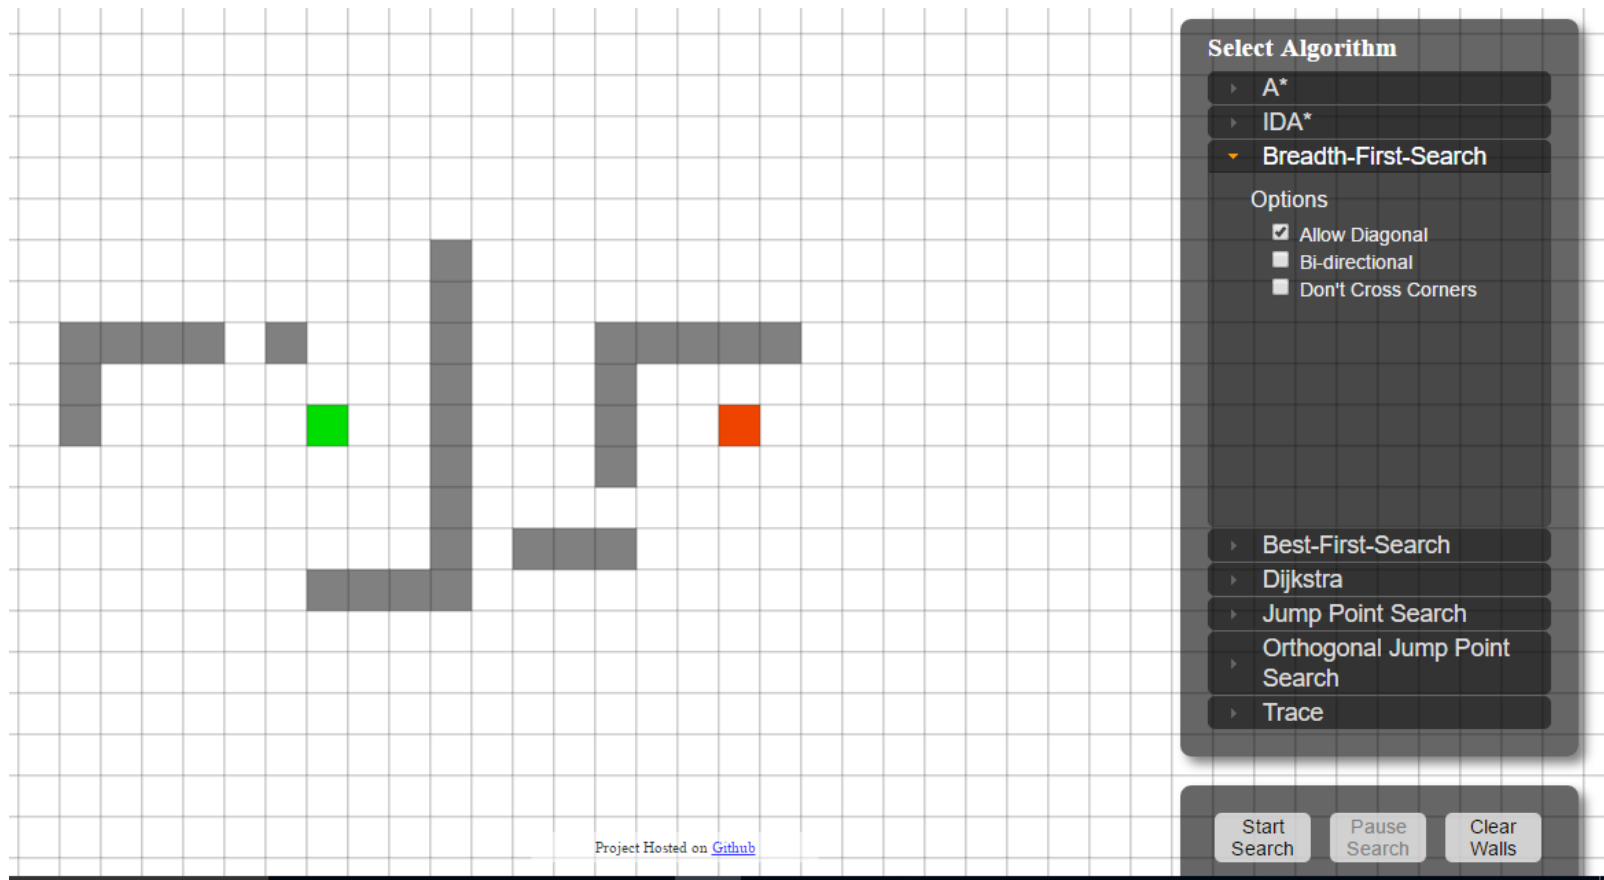 Select Algorithm
A*
IDA*
Breadth-First-Search
Options
Allow Diagonal
Bi-directional
Don't Cross Corners
Best-First-Search
Dijkstra
Jump Point Search
Orthogonal Jump Point
Search
Trace
Start
Search
Pause
Search
Clear
Walls
Project Hosted on Github